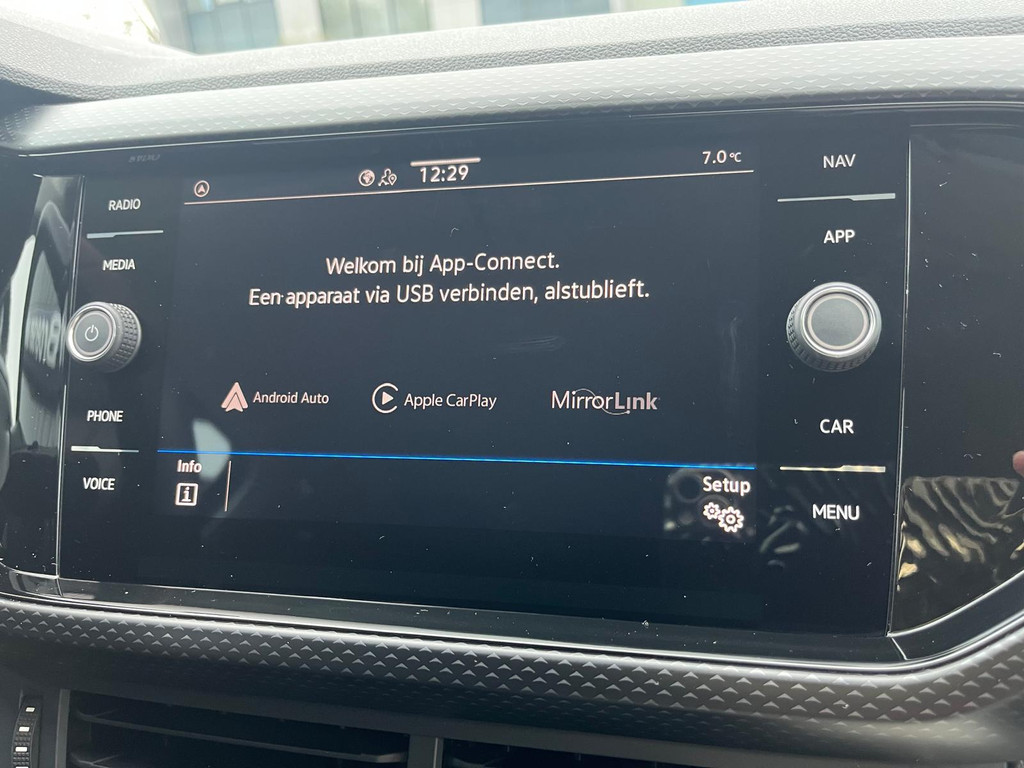 12:29
7.0°C
NAV
RADIO
APP
MEDIA
Welkom bij App-Connect.
Een apparaat via USB verbinden, alstublieft.
Android Auto
Apple CarPlay
MirrorLink
PHONE
CAR
VOICE
Info
Setup
MENU